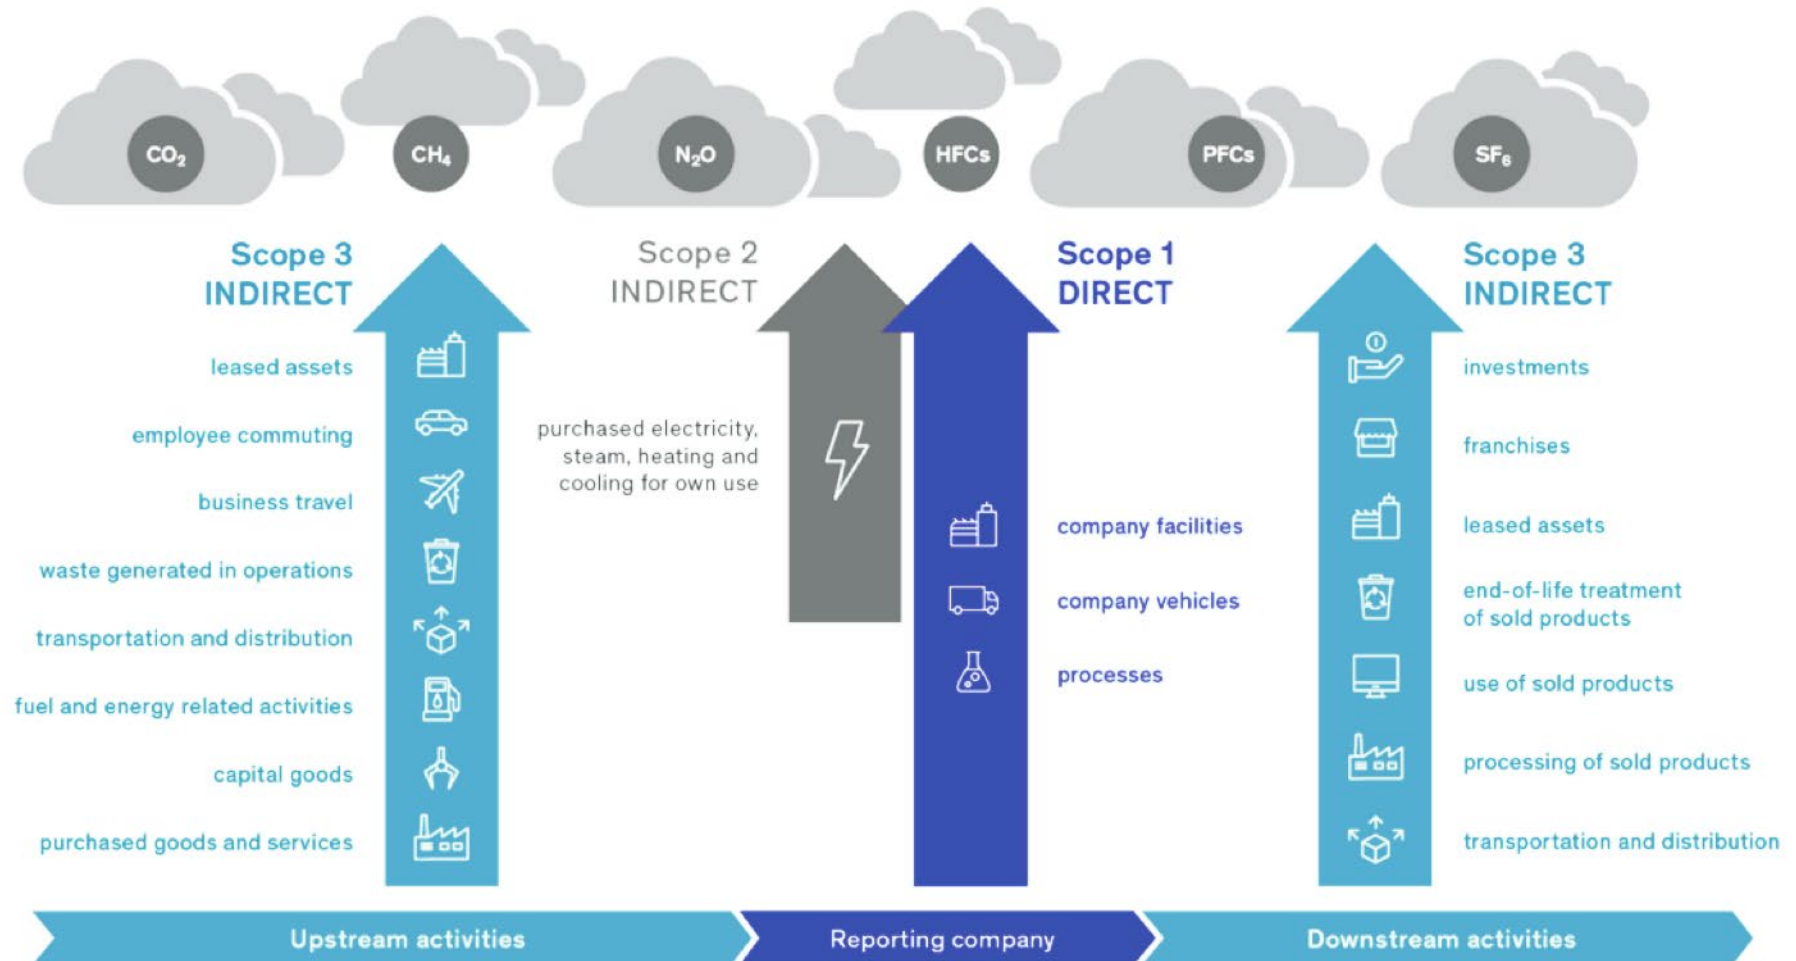 CO₂
CH₄
N₂O
HFCs
PFCs
SF₆
Scope 3
INDIRECT
leased assets
employee commuting
business travel
waste generated in operations
transportation and distribution
fuel and energy related activities
capital goods
purchased goods and services
Scope 2
INDIRECT
purchased electricity,
steam, heating and
cooling for own use
Scope 1
DIRECT
company facilities
company vehicles
processes
Scope 3
INDIRECT
investments
franchises
leased assets
end-of-life treatment
of sold products
use of sold products
processing of sold products
transportation and distribution
Upstream activities
Reporting company
Downstream activities